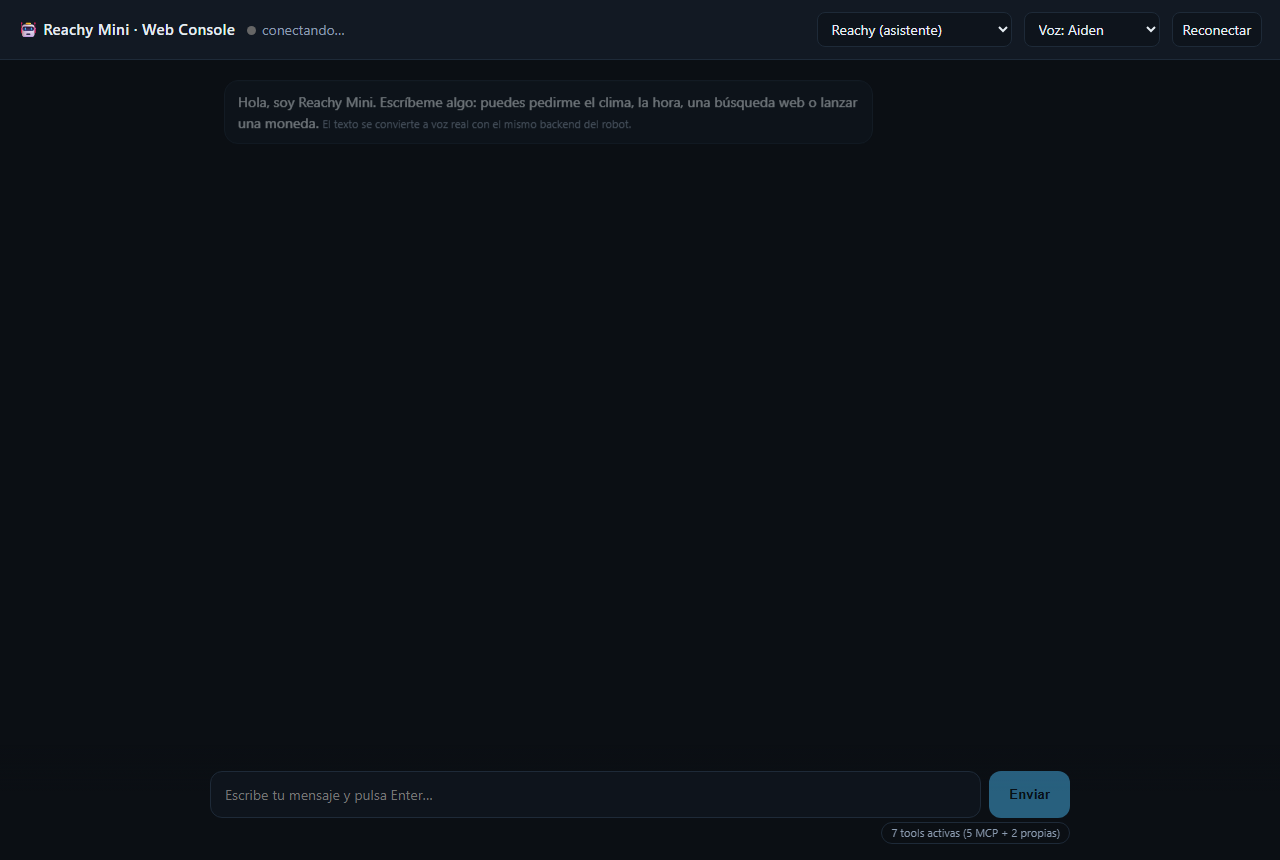 Reachy Mini · Web Console
conectando...
Reachy (asistente)
Voz: Aiden
Reconectar
Hola, soy Reachy Mini. Escríbeme algo: puedes pedirme el clima, la hora, una búsqueda web o lanzar
una moneda. El texto se convierte a voz real con el mismo backend del robot.
Escribe tu mensaje y pulsa Enter...
Enviar
7 tools activas (5 MCP + 2 propias)